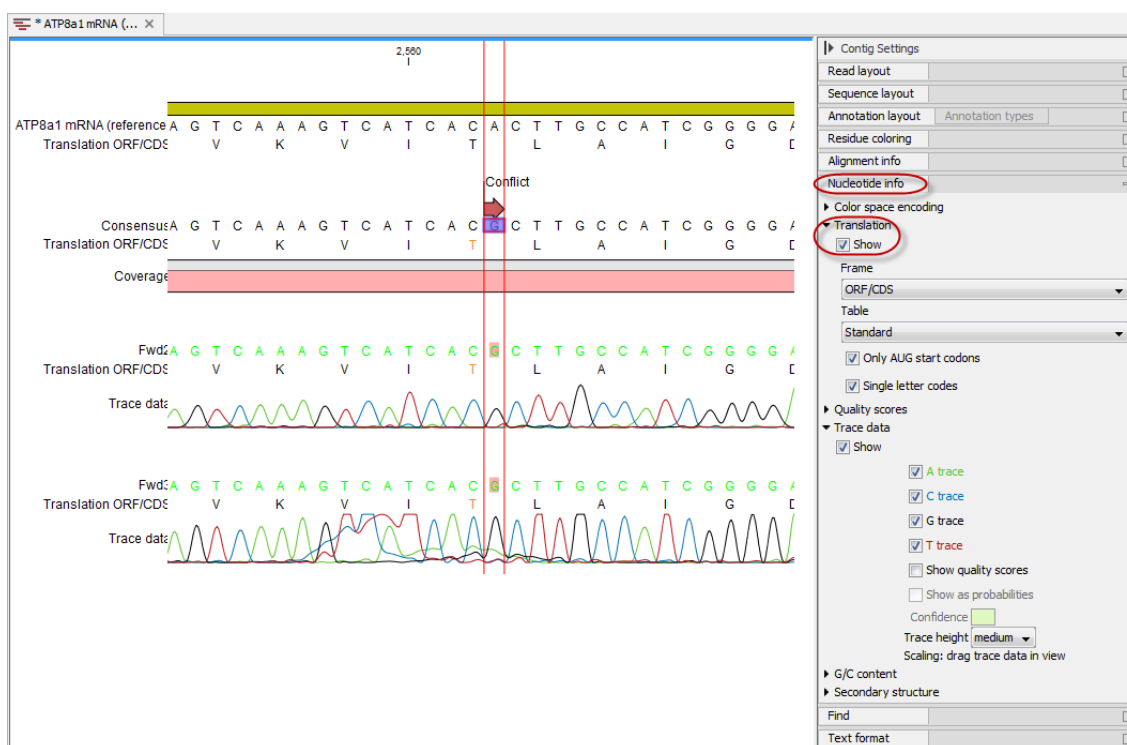 * ATP8a1 mRNA (... ×
2,560
ATP8a1 mRNA (reference A G T C A A A G T C A T C A C A C T T G C C A T C G G G G A
Translation ORF/CDS V K V I T L A I G D
Conflict
Consensus A G T C A A A G T C A T C A C G C T T G C C A T C G G G G A
Translation ORF/CDS V K V I T L A I G D
Coverage
Fwd2 A G T C A A A G T C A T C A C G C T T G C C A T C G G G G A
Translation ORF/CDS V K V I T L A I G D
Trace data
Fwd3 A G T C A A A G T C A T C A C G C T T G C C A T C G G G G A
Translation ORF/CDS V K V I T L A I G D
Trace data
Contig Settings
Read layout
Sequence layout
Annotation layout Annotation types
Residue coloring
Alignment info
Nucleotide info
Color space encoding
Translation
Show
Frame
ORF/CDS
Table
Standard
Only AUG start codons
Single letter codes
Quality scores
Trace data
Show
A trace
C trace
G trace
T trace
Show quality scores
Show as probabilities
Confidence
Trace height medium
Scaling: drag trace data in view
G/C content
Secondary structure
Find
Text format